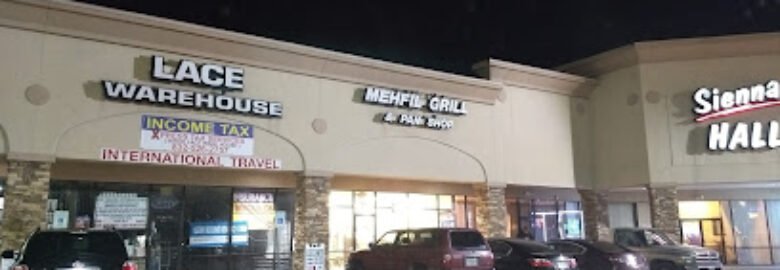 LACE
WAREHOUSE
INCOME TAX
INTERNATIONAL TRAVEL
MEHFIL GRILL
& PAN SHOP
Sienna
HALL